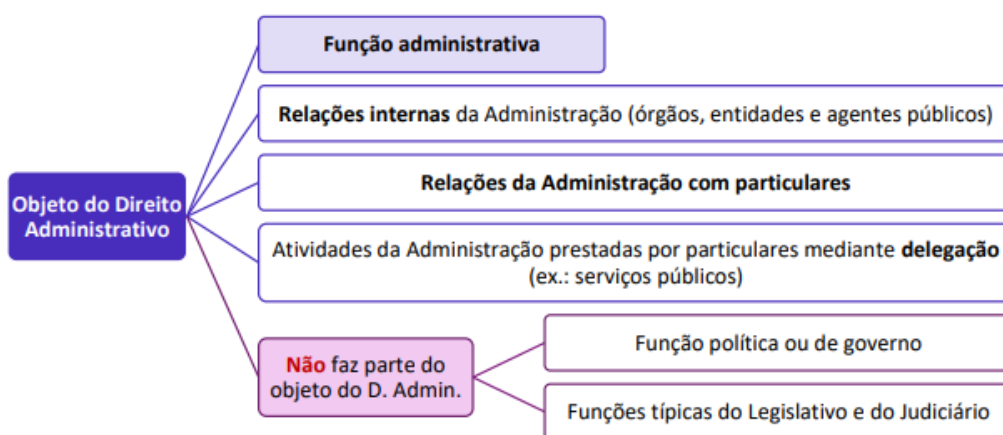 Função administrativa
Relações internas da Administração (órgãos, entidades e agentes públicos)
Objeto do Direito
Administrativo
Relações da Administração com particulares
Atividades da Administração prestadas por particulares mediante delegação
(ex.: serviços públicos)
Não faz parte do
objeto do D. Admin.
Função política ou de governo
Funções típicas do Legislativo e do Judiciário